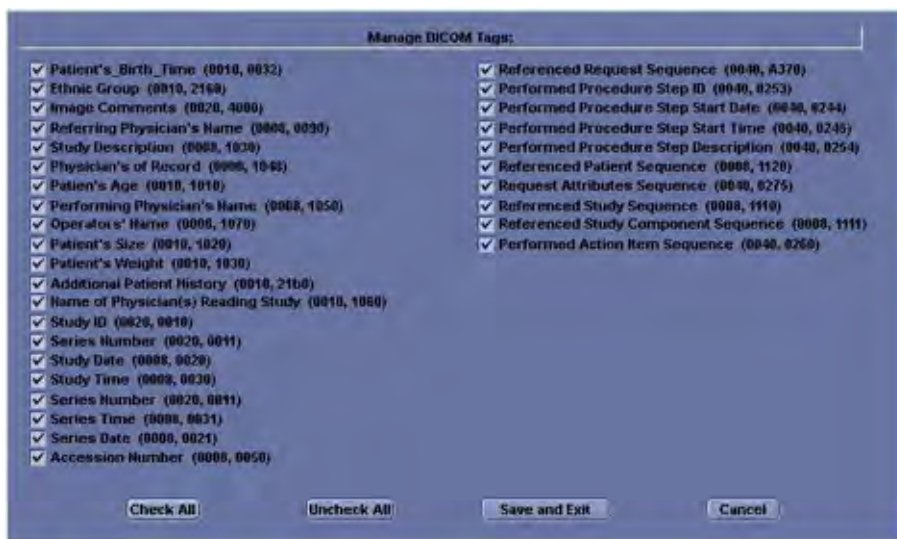 Manage DICOM Tags:
Patient's_Birth_Time (0010, 0032)
Ethnic Group (0010, 2160)
Image Comments (0020, 4000)
Referring Physician's Name (0008, 0090)
Study Description (0008, 1030)
Physician's of Record (0008, 1048)
Patien's Age (0010, 1010)
Performing Physician's Name (0008, 1050)
Operators' Name (0008, 1070)
Patient's Size (0010, 1020)
Patient's Weight (0010, 1030)
Additional Patient History (0010, 21b0)
Name of Physician(s) Reading Study (0010, 1060)
Study ID (0020, 0010)
Series Number (0020, 0011)
Study Date (0008, 0020)
Study Time (0008, 0030)
Series Number (0020, 0011)
Series Time (0008, 0031)
Series Date (0008, 0021)
Accession Number (0008, 0050)
Referenced Request Sequence (0040, A370)
Performed Procedure Step ID (0040, 0253)
Performed Procedure Step Start Date (0040, 0244)
Performed Procedure Step Start Time (0040, 0245)
Performed Procedure Step Description (0040, 0254)
Referenced Patient Sequence (0008, 1120)
Request Attributes Sequence (0040, 0275)
Referenced Study Sequence (0008, 1110)
Referenced Study Component Sequence (0008, 1111)
Performed Action Item Sequence (0040, 0260)
Check All
Uncheck All
Save and Exit
Cancel